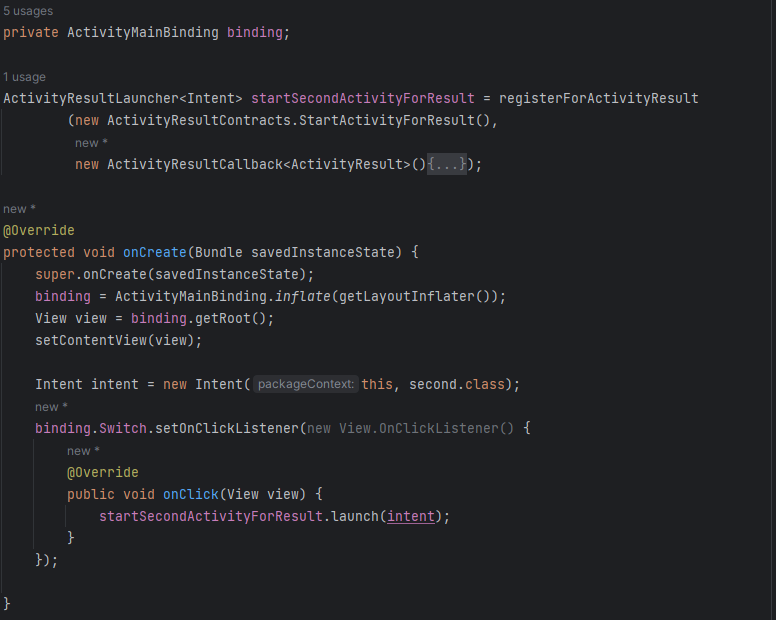 5 usages
private ActivityMainBinding binding;
1 usage
ActivityResultLauncher<Intent> startSecondActivityForResult = registerForActivityResult
(new ActivityResultContracts.StartActivityForResult(),
new *
new ActivityResultCallback<ActivityResult>(){...});
new *
@Override
protected void onCreate(Bundle savedInstanceState) {
super.onCreate(savedInstanceState);
binding = ActivityMainBinding.inflate(getLayoutInflater());
View view = binding.getRoot();
setContentView(view);
Intent intent = new Intent( packageContext: this, second.class);
new *
binding.Switch.setOnClickListener(new View.OnClickListener() {
new *
@Override
public void onClick(View view) {
startSecondActivityForResult.launch(intent);
}
});
}